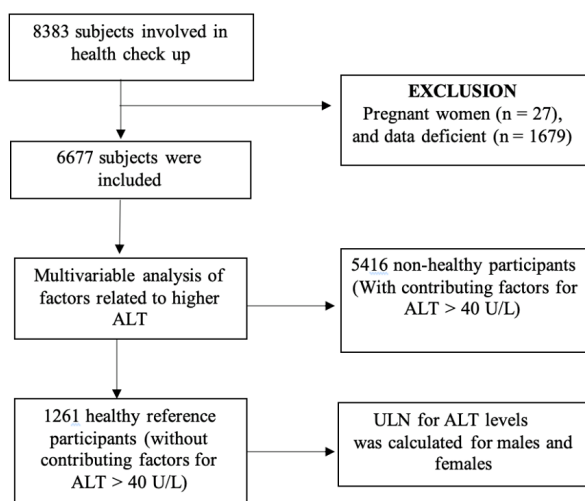 8383 subjects involved in
health check up
EXCLUSION
Pregnant women (n = 27),
and data deficient (n = 1679)
6677 subjects were
included
Multivariable analysis of
factors related to higher
ALT
5416 non-healthy participants
(With contributing factors for
ALT > 40 U/L)
1261 healthy reference
participants (without
contributing factors for
ALT > 40 U/L)
ULN for ALT levels
was calculated for males and
females